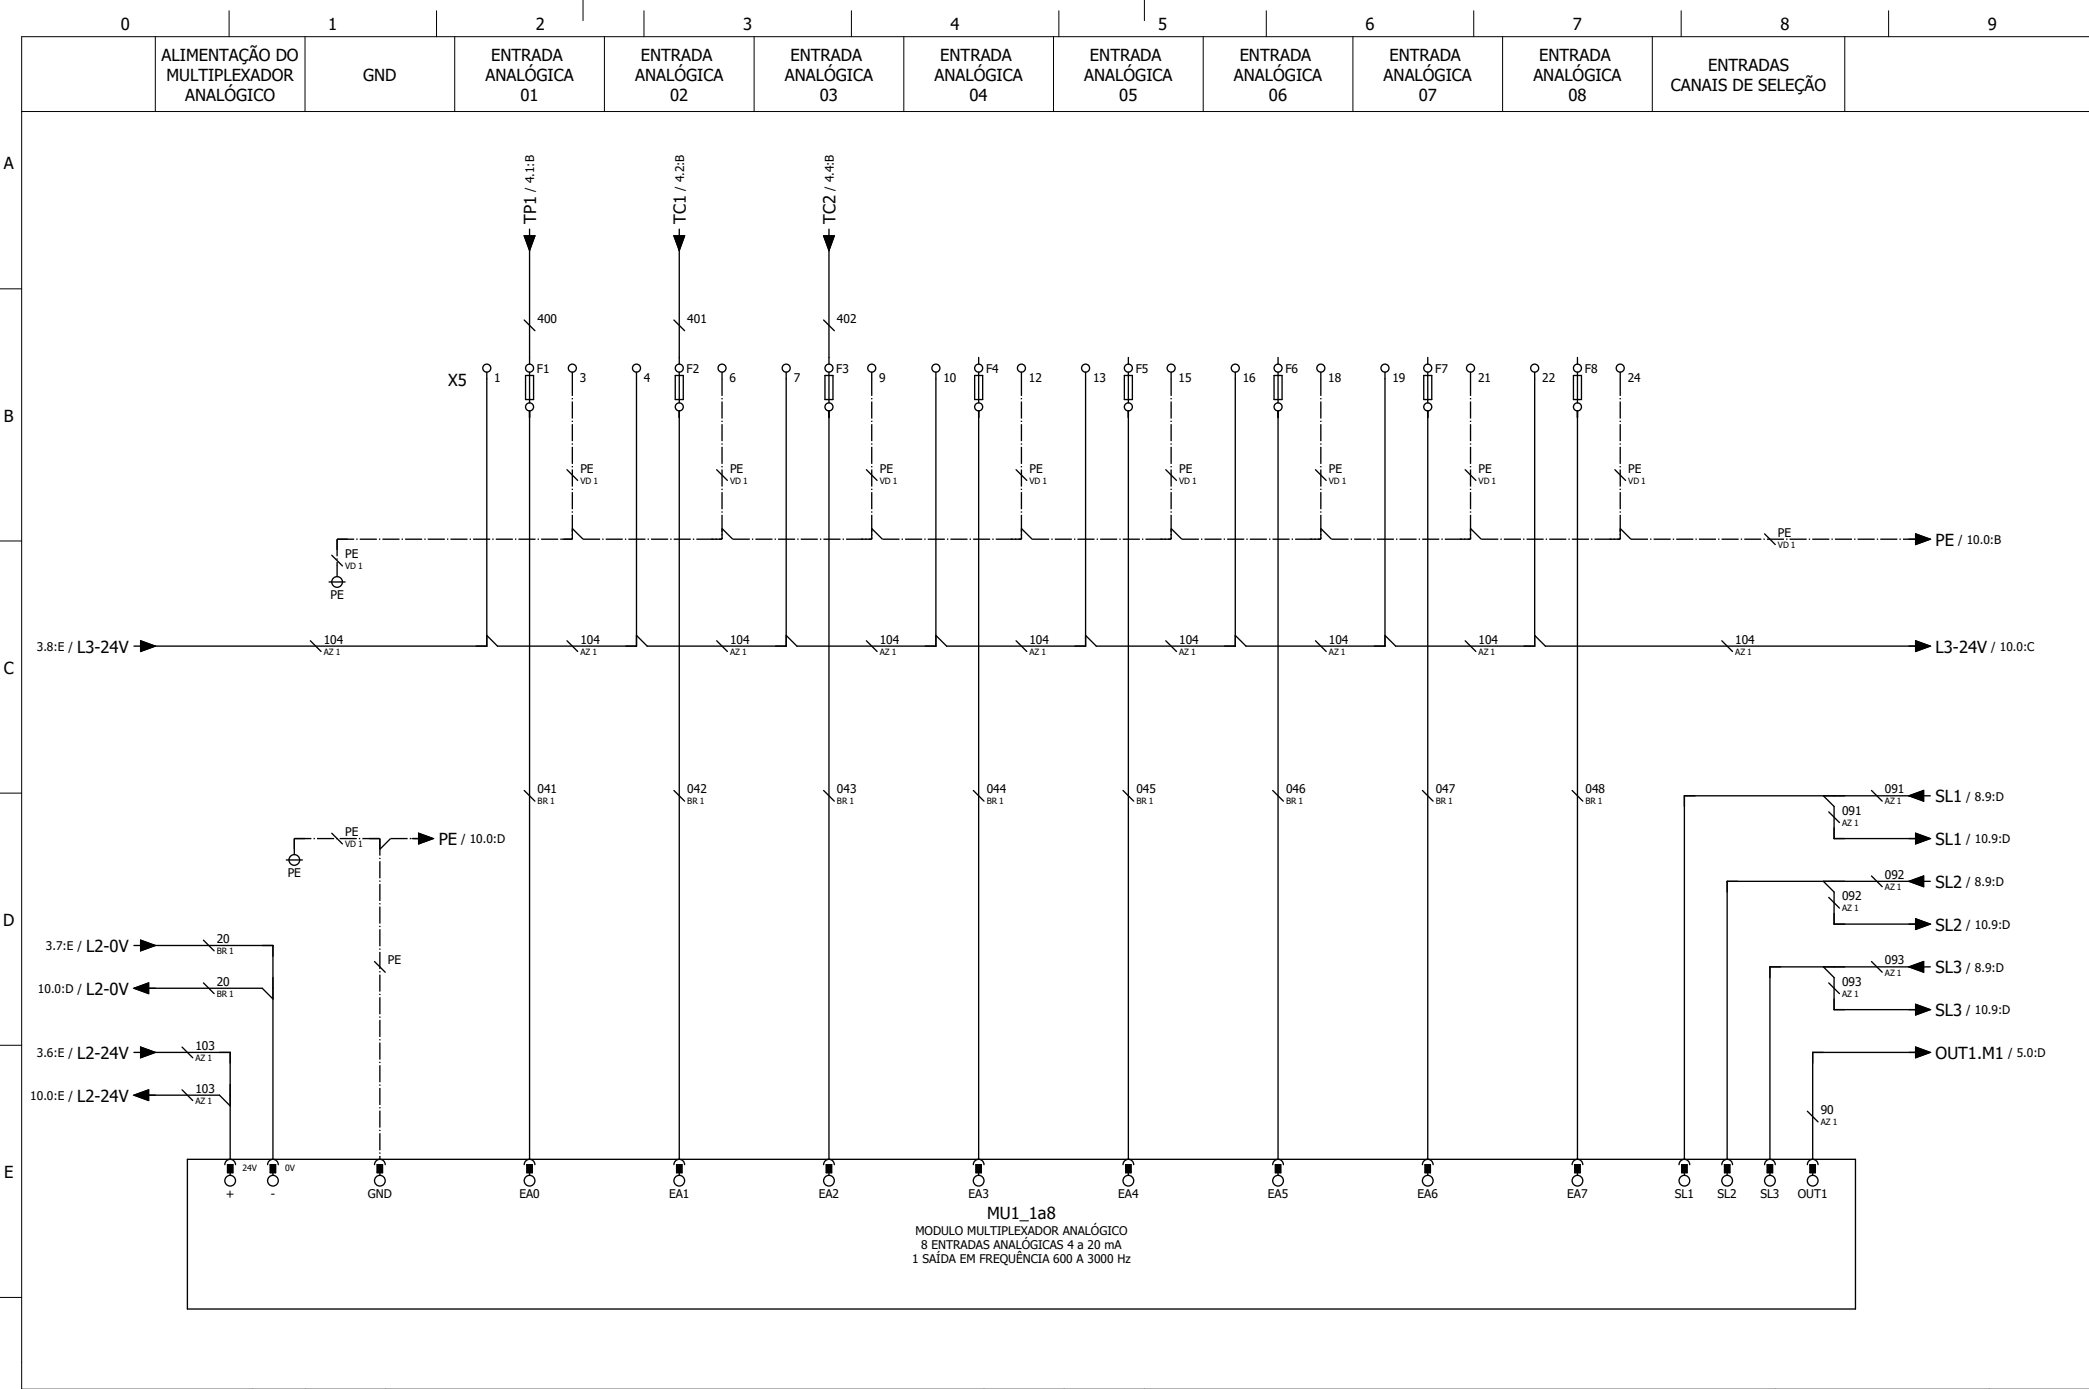 0 1 2 3 4 5 6 7 8 9
ALIMENTAÇÃO DO
MULTIPLEXADOR
ANALÓGICO
GND
ENTRADA
ANALÓGICA
01
ENTRADA
ANALÓGICA
02
ENTRADA
ANALÓGICA
03
ENTRADA
ANALÓGICA
04
ENTRADA
ANALÓGICA
05
ENTRADA
ANALÓGICA
06
ENTRADA
ANALÓGICA
07
ENTRADA
ANALÓGICA
08
ENTRADAS
CANAIS DE SELEÇÃO
A
TP1 / 4.1:B
TC1 / 4.2:B
TC2 / 4.4:B
400 401 402
X5 1 F1 3 4 F2 6 7 F3 9 10 F4 12 13 F5 15 16 F6 18 19 F7 21 22 F8 24
B
PE PE PE PE PE PE PE PE
VD 1 VD 1 VD 1 VD 1 VD 1 VD 1 VD 1 VD 1
PE
VD 1
PE / 10.0:B
PE
VD 1
PE
3.8:E / L3-24V
104 104 104 104 104 104 104 104 104
AZ 1 AZ 1 AZ 1 AZ 1 AZ 1 AZ 1 AZ 1 AZ 1 AZ 1
L3-24V / 10.0:C
C
041 042 043 044 045 046 047 048
BR 1 BR 1 BR 1 BR 1 BR 1 BR 1 BR 1 BR 1
091
AZ 1
SL1 / 8.9:D
091
AZ 1
SL1 / 10.9:D
PE
VD 1
PE / 10.0:D
PE
092
AZ 1
SL2 / 8.9:D
092
AZ 1
SL2 / 10.9:D
D
3.7:E / L2-0V
20
BR 1
PE
093
AZ 1
SL3 / 8.9:D
10.0:D / L2-0V
20
BR 1
093
AZ 1
SL3 / 10.9:D
3.6:E / L2-24V
103
AZ 1
OUT1.M1 / 5.0:D
10.0:E / L2-24V
103
AZ 1
90
AZ 1
E
24V 0V
+ - GND EA0 EA1 EA2 EA3 EA4 EA5 EA6 EA7 SL1 SL2 SL3 OUT1
MU1_1a8
MODULO MULTIPLEXADOR ANALÓGICO
8 ENTRADAS ANALÓGICAS 4 a 20 mA
1 SAÍDA EM FREQUÊNCIA 600 A 3000 Hz